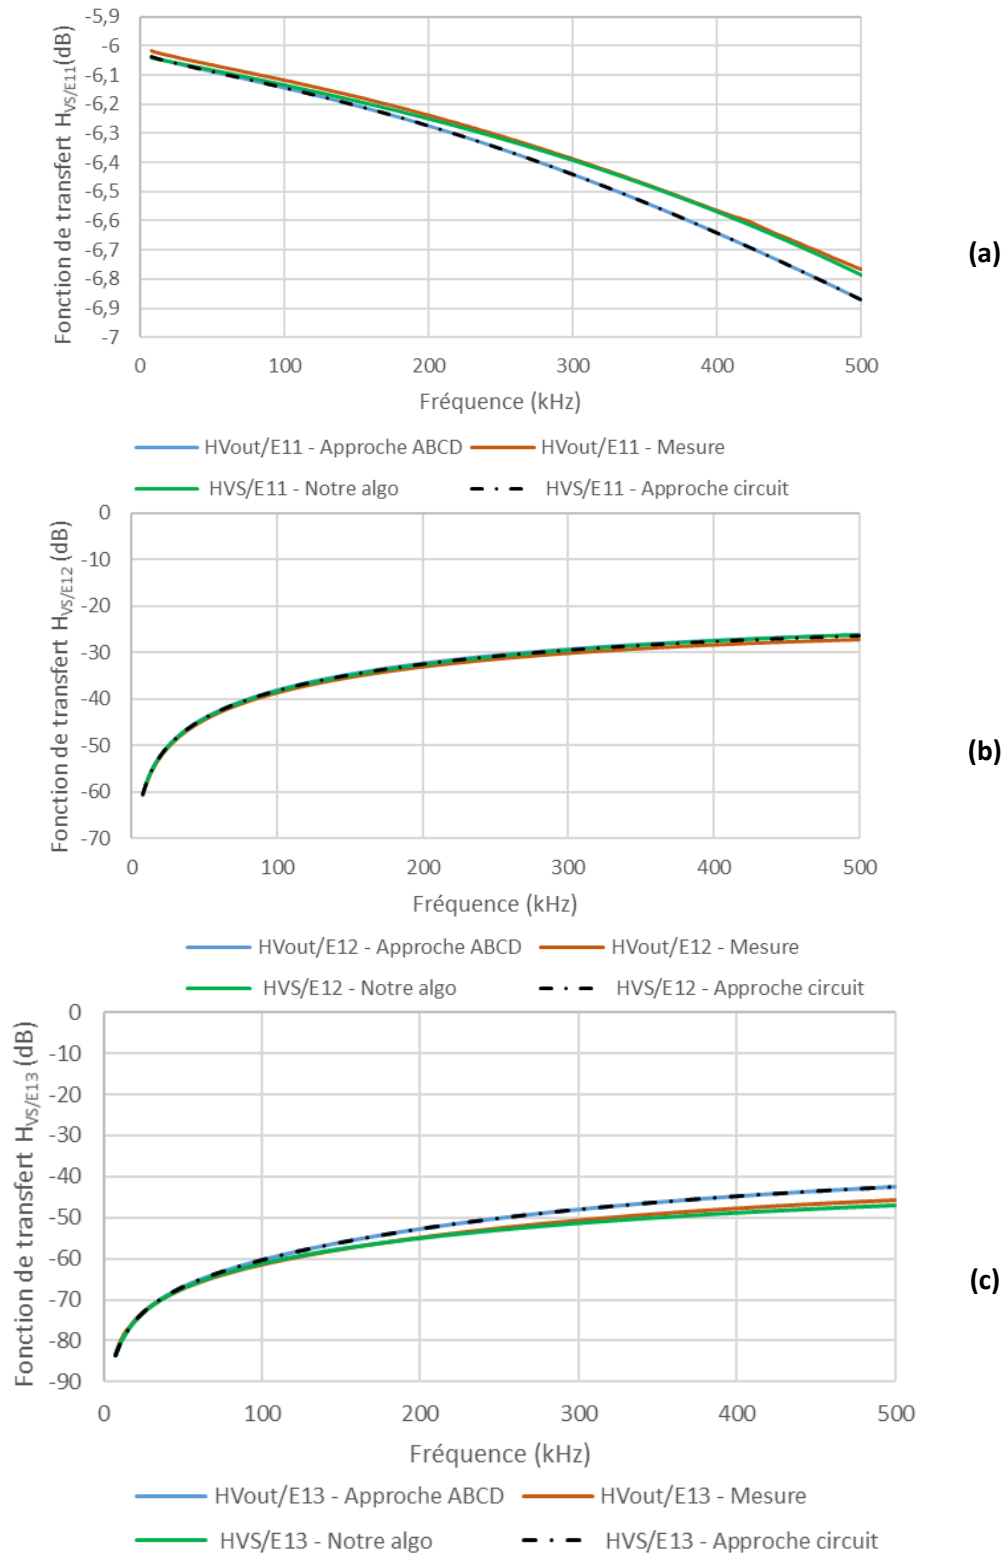 Fonction de transfert HVS/E11(dB)
-5,9
-6
-6,1
-6,2
-6,3
-6,4
-6,5
-6,6
-6,7
-6,8
-6,9
-7
0 100 200 300 400 500
Fréquence (kHz)
(a)
HVout/E11 - Approche ABCD HVout/E11 - Mesure
HVS/E11 - Notre algo HVS/E11 - Approche circuit
Fonction de transfert HVS/E12 (dB)
0
-10
-20
-30
-40
-50
-60
-70
0 100 200 300 400 500
Fréquence (kHz)
(b)
HVout/E12 - Approche ABCD HVout/E12 - Mesure
HVS/E12 - Notre algo HVS/E12 - Approche circuit
Fonction de transfert HVS/E13 (dB)
0
-10
-20
-30
-40
-50
-60
-70
-80
-90
0 100 200 300 400 500
Fréquence (kHz)
(c)
HVout/E13 - Approche ABCD HVout/E13 - Mesure
HVS/E13 - Notre algo HVS/E13 - Approche circuit